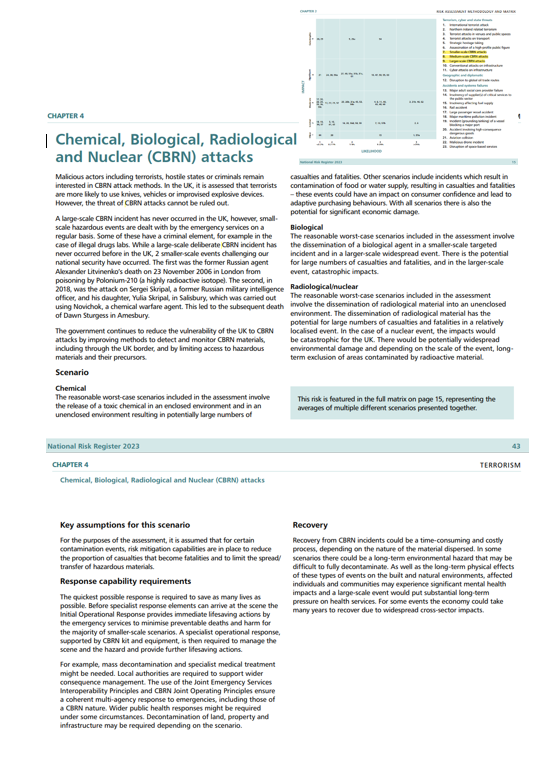 CHAPTER 2
RISK ASSESSMENT METHODOLOGY AND MATRIX
IMPACT
LIKELIHOOD
Terrorism, cyber and state threats
1. International terrorist attack
2. Northern Ireland related terrorism
3. Terrorist attacks in venues and public spaces
4. Terrorist attacks on transport
5. Strategic hostage taking
6. Assassination of a high-profile public figure
7. Smaller-scale CBRN attacks
8. Medium-scale CBRN attacks
9. Larger-scale CBRN attacks
10. Conventional attacks on infrastructure
11. Cyber attacks on infrastructure
Geographic and diplomatic
12. Disruption to global oil trade routes
Accidents and systems failures
13. Major adult social care provider failure
14. Insolvency of supplier(s) of critical services to
the public sector
15. Insolvency affecting fuel supply
16. Rail accident
17. Large passenger vessel accident
18. Major maritime pollution incident
19. Incident (grounding/sinking) of a vessel
blocking a major port
20. Accident involving high-consequence
dangerous goods
21. Aviation collision
22. Malicious drone incident
23. Disruption of space-based services
National Risk Register 2023
15
CHAPTER 4
Chemical, Biological, Radiological
and Nuclear (CBRN) attacks
Malicious actors including terrorists, hostile states or criminals remain
interested in CBRN attack methods. In the UK, it is assessed that terrorists
are more likely to use knives, vehicles or improvised explosive devices.
However, the threat of CBRN attacks cannot be ruled out.
A large-scale CBRN incident has never occurred in the UK, however, small-
scale hazardous events are dealt with by the emergency services on a
regular basis. Some of these have a criminal element, for example in the
case of illegal drugs labs. While a large-scale deliberate CBRN incident has
never occurred before in the UK, 2 smaller-scale events challenging our
national security have occurred. The first was the former Russian agent
Alexander Litvinenko's death on 23 November 2006 in London from
poisoning by Polonium-210 (a highly radioactive isotope). The second, in
2018, was the attack on Sergei Skripal, a former Russian military intelligence
officer, and his daughter, Yulia Skripal, in Salisbury, which was carried out
using Novichok, a chemical warfare agent. This led to the subsequent death
of Dawn Sturgess in Amesbury.
The government continues to reduce the vulnerability of the UK to CBRN
attacks by improving methods to detect and monitor CBRN materials,
including through the UK border, and by limiting access to hazardous
materials and their precursors.
Scenario
Chemical
The reasonable worst-case scenarios included in the assessment involve
the release of a toxic chemical in an enclosed environment and in an
unenclosed environment resulting in potentially large numbers of
casualties. Other scenarios include incidents which result in
contamination of food or water supply, resulting in casualties and fatalities
– these events could have an impact on consumer confidence and lead to
adaptive purchasing behaviours. With all scenarios there is also the
potential for significant economic damage.
Biological
The reasonable worst-case scenarios included in the assessment involve
the dissemination of a biological agent in a smaller-scale targeted
incident and in a larger-scale widespread event. There is the potential
for large numbers of casualties and fatalities, and in the larger-scale
event, catastrophic impacts.
Radiological/nuclear
The reasonable worst-case scenarios included in the assessment
involve the dissemination of radiological material into an unenclosed
environment. The dissemination of radiological material has the
potential for large numbers of casualties and fatalities in a relatively
localised event. In the case of a nuclear event, the impacts would
be catastrophic for the UK. There would be potentially widespread
environmental damage and depending on the scale of the event, long-
term exclusion of areas contaminated by radioactive material.
This risk is featured in the full matrix on page 15, representing the
averages of multiple different scenarios presented together.
National Risk Register 2023
43
CHAPTER 4
TERRORISM
Chemical, Biological, Radiological and Nuclear (CBRN) attacks
Key assumptions for this scenario
For the purposes of the assessment, it is assumed that for certain
contamination events, risk mitigation capabilities are in place to reduce
the proportion of casualties that become fatalities and to limit the spread/
transfer of hazardous materials.
Response capability requirements
The quickest possible response is required to save as many lives as
possible. Before specialist response elements can arrive at the scene the
Initial Operational Response provides immediate lifesaving actions by
the emergency services to minimise preventable deaths and harm for
the majority of smaller-scale scenarios. A specialist operational response,
supported by CBRN kit and equipment, is then required to manage the
scene and the hazard and provide further lifesaving actions.
For example, mass decontamination and specialist medical treatment
might be needed. Local authorities are required to support wider
consequence management. The use of the Joint Emergency Services
Interoperability Principles and CBRN Joint Operating Principles ensure
a coherent multi-agency response to emergencies, including those of
a CBRN nature. Wider public health responses might be required
under some circumstances. Decontamination of land, property and
infrastructure may be required depending on the scenario.
Recovery
Recovery from CBRN incidents could be a time-consuming and costly
process, depending on the nature of the material dispersed. In some
scenarios there could be a long-term environmental hazard that may be
difficult to fully decontaminate. As well as the long-term physical effects
of these types of events on the built and natural environments, affected
individuals and communities may experience significant mental health
impacts and a large-scale event would put substantial long-term
pressure on health services. For some events the economy could take
many years to recover due to widespread cross-sector impacts.